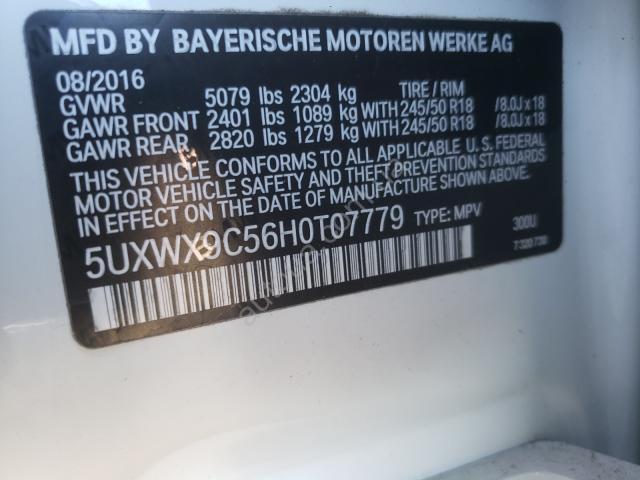 MFD BY BAYERISCHE MOTOREN WERKE AG
08/2016 TIRE / RIM
GVWR 5079 lbs 2304 kg
GAWR FRONT 2401 lbs 1089 kg WITH 245/50 R18 /8.0J x 18
GAWR REAR 2820 lbs 1279 kg WITH 245/50 R18 /8.0J x 18
THIS VEHICLE CONFORMS TO ALL APPLICABLE U. S. FEDERAL
MOTOR VEHICLE SAFETY AND THEFT PREVENTION STANDARDS
IN EFFECT ON THE DATE OF MANUFACTURE SHOWN ABOVE.
5UXWX9C56H0T07779 TYPE: MPV 300U
7 320 730